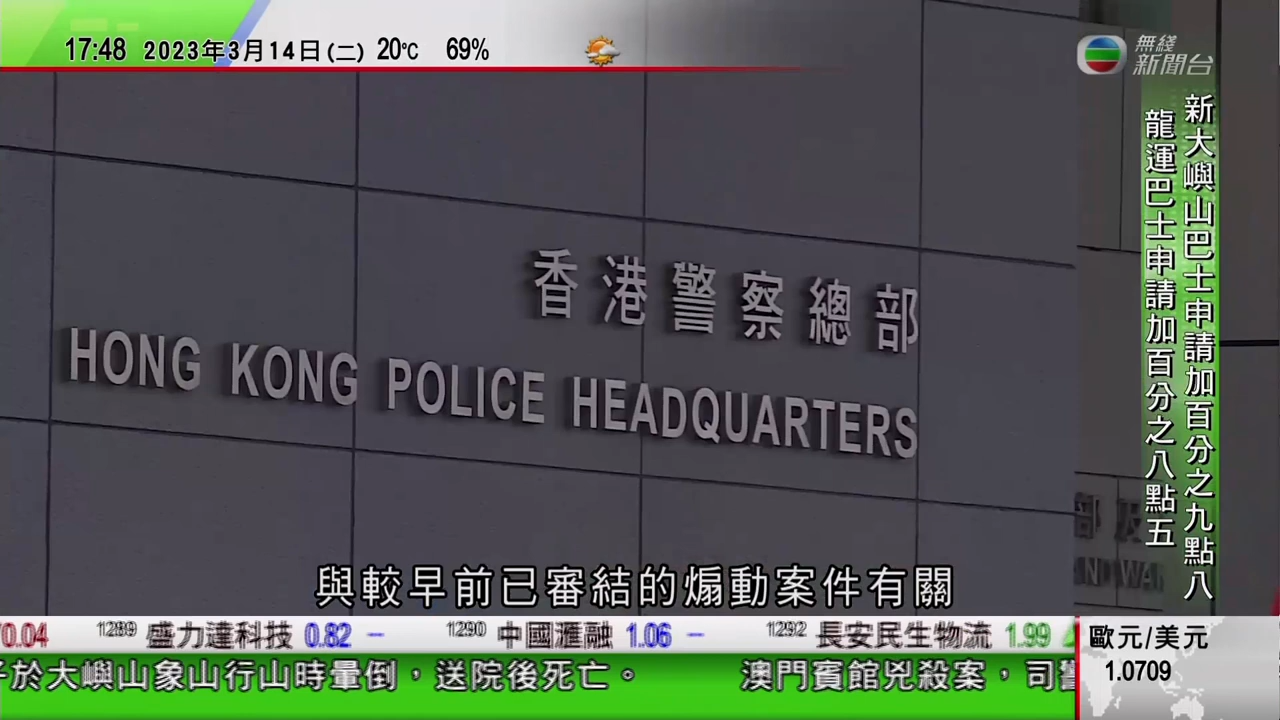 17:48 2023年3月14日(二) 20℃ 69%
無綫
新聞台
新大嶼山巴士申請加百分之九點八
龍運巴士申請加百分之八點五
香港警察總部
HONG KONG POLICE HEADQUARTERS
與較早前已審結的煽動案件有關
0.04 1289 盛力達科技 0.82 – 1290 中國滙融 1.06 – 1292 長安民生物流 1.99
於大嶼山象山行山時暈倒，送院後死亡。 澳門賓館兇殺案，司
歐元/美元
1.0709